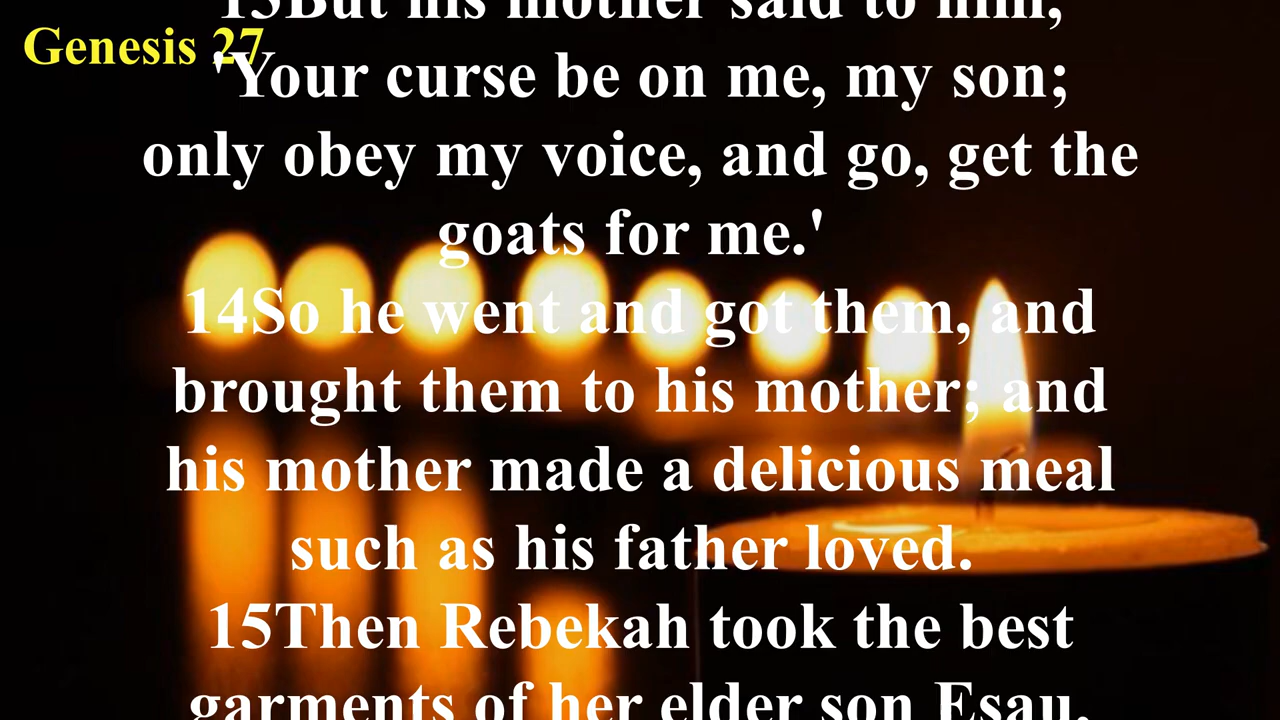 Genesis 27
13But his mother said to him,
'Your curse be on me, my son;
only obey my voice, and go, get the
goats for me.'
14So he went and got them, and
brought them to his mother; and
his mother made a delicious meal
such as his father loved.
15Then Rebekah took the best
garments of her elder son Esau,